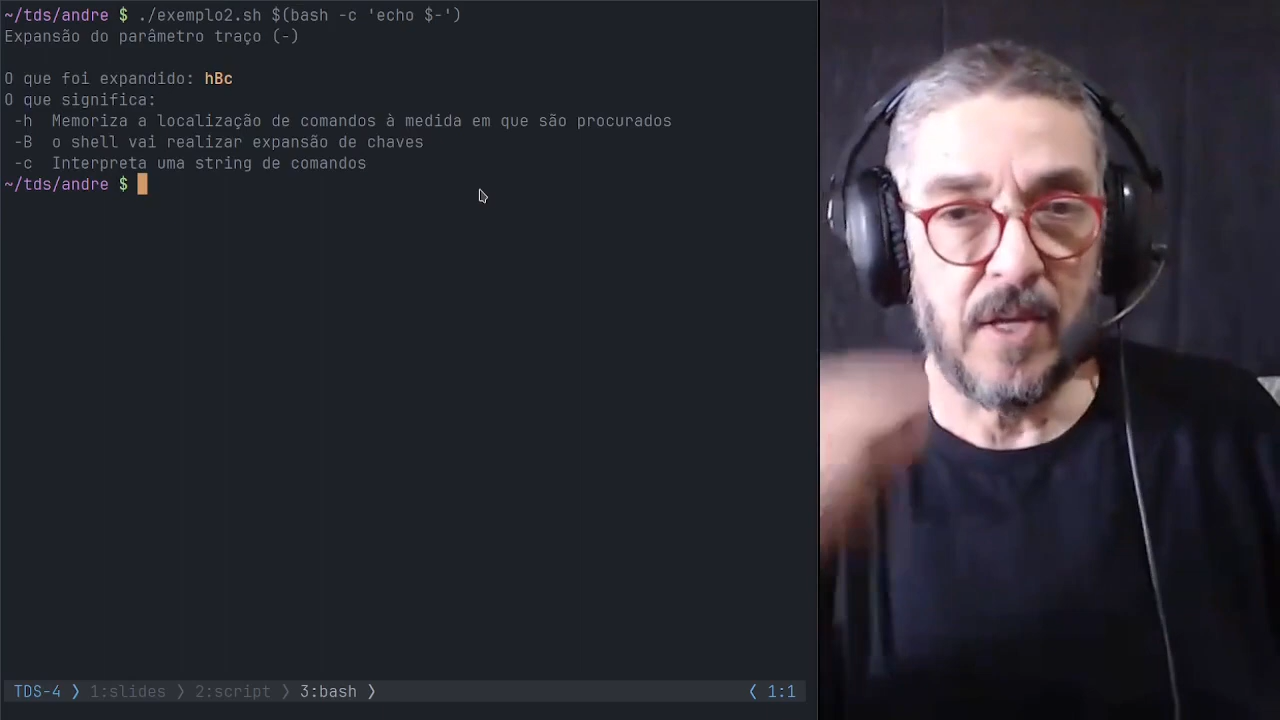 ~/tds/andre $ ./exemplo2.sh $(bash -c 'echo $-')
Expansão do parâmetro traço (-)
O que foi expandido: hBc
O que significa:
-h  Memoriza a localização de comandos à medida em que são procurados
-B  o shell vai realizar expansão de chaves
-c  Interpreta uma string de comandos
~/tds/andre $
TDS-4 ❭ 1:slides ❭ 2:script ❭ 3:bash ❭ ❬ 1:1